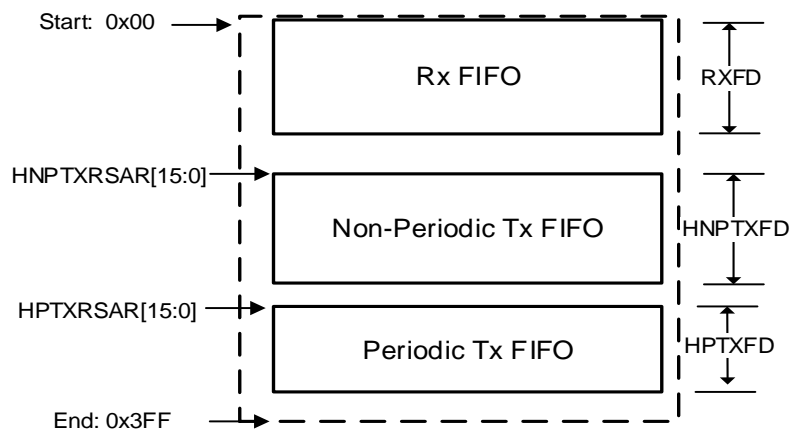 Start: 0x00
Rx FIFO
RXFD
HNPTXRSAR[15:0]
Non-Periodic Tx FIFO
HNPTXFD
HPTXRSAR[15:0]
Periodic Tx FIFO
HPTXFD
End: 0x3FF